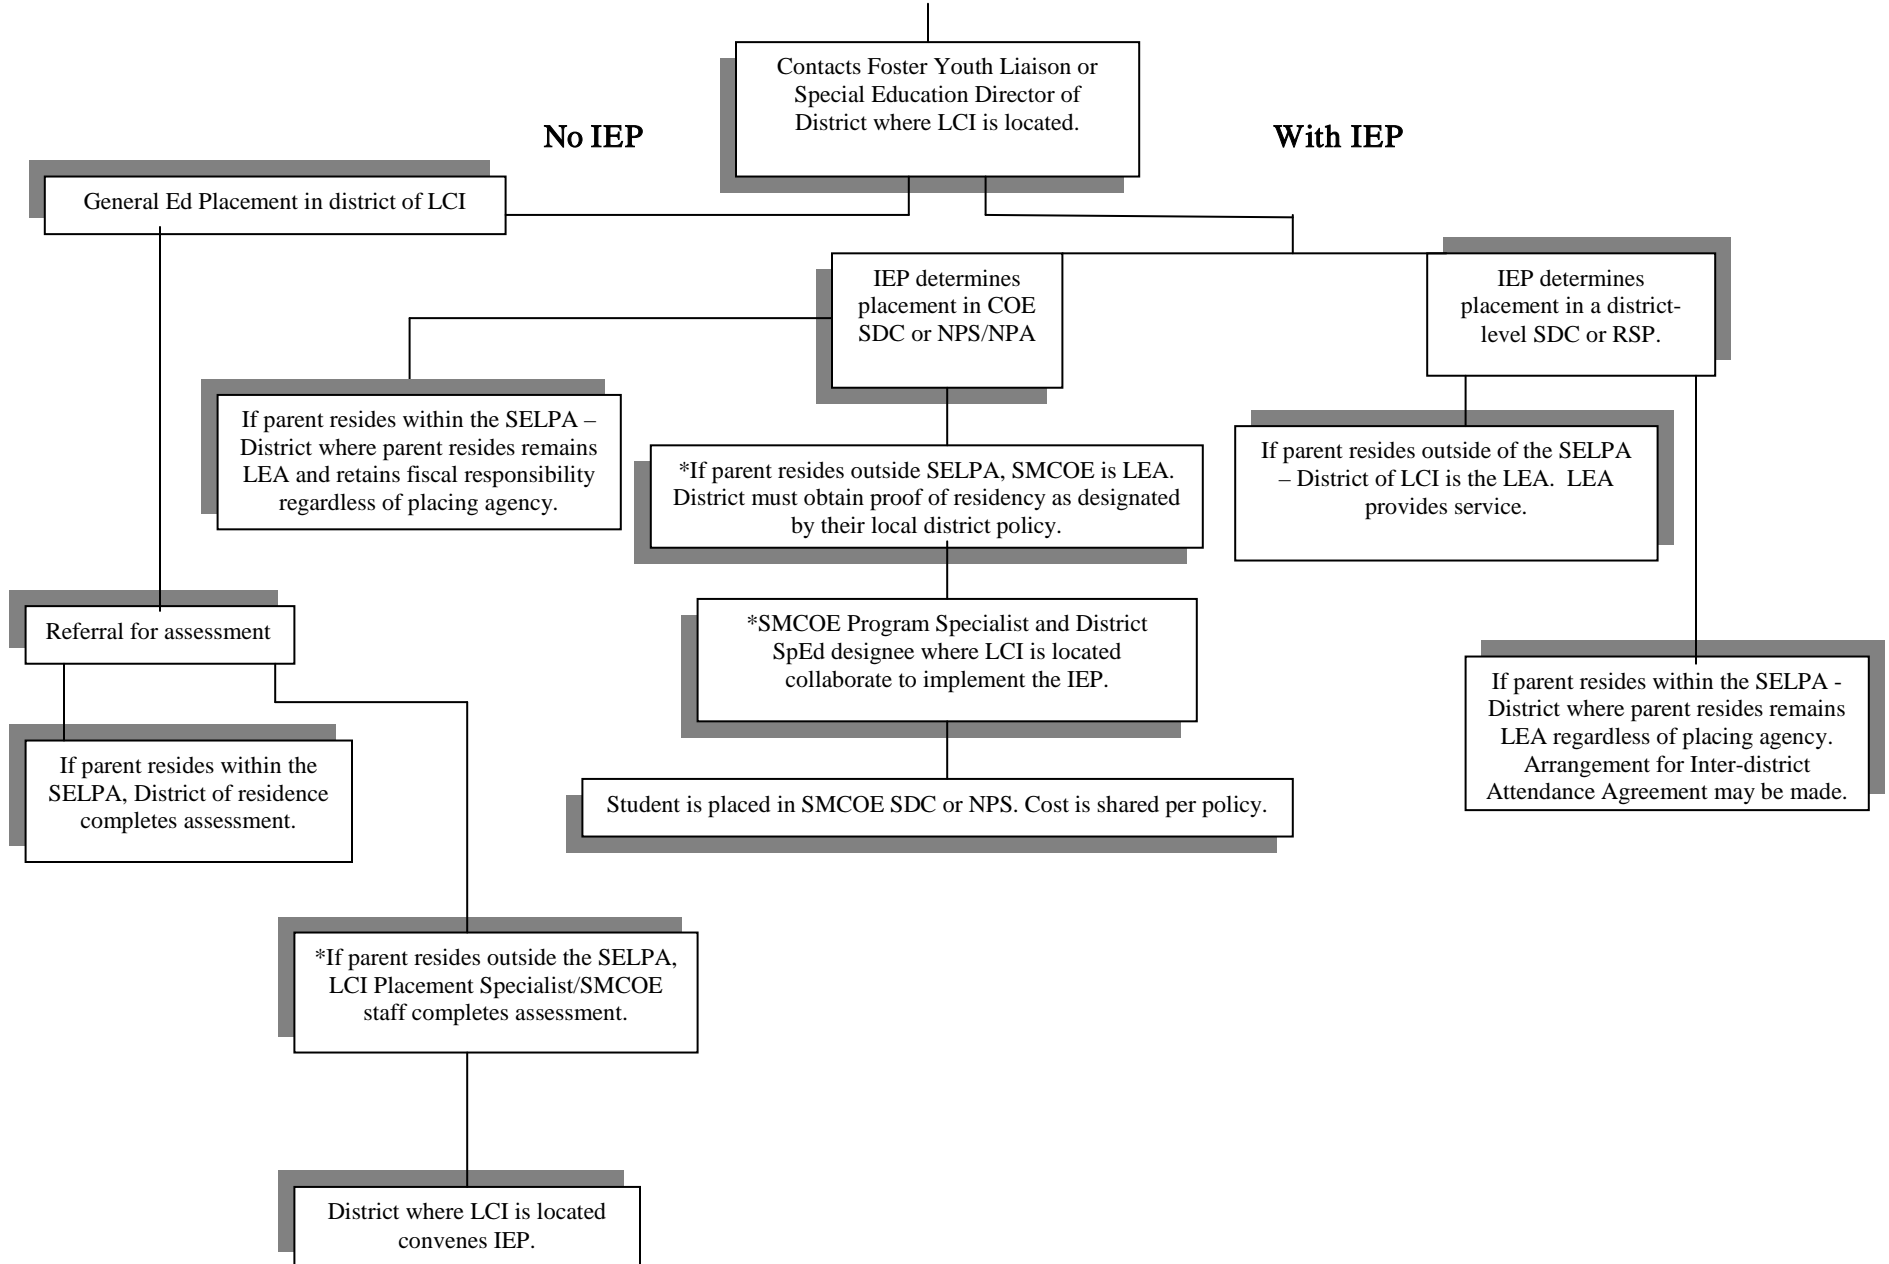 Contacts Foster Youth Liaison or
Special Education Director of
District where LCI is located.
No IEP
With IEP
General Ed Placement in district of LCI
IEP determines
placement in COE
SDC or NPS/NPA
IEP determines
placement in a district-
level SDC or RSP.
If parent resides within the SELPA –
District where parent resides remains
LEA and retains fiscal responsibility
regardless of placing agency.
*If parent resides outside SELPA, SMCOE is LEA.
District must obtain proof of residency as designated
by their local district policy.
If parent resides outside of the SELPA
– District of LCI is the LEA.  LEA
provides service.
Referral for assessment
*SMCOE Program Specialist and District
SpEd designee where LCI is located
collaborate to implement the IEP.
If parent resides within the SELPA -
District where parent resides remains
LEA regardless of placing agency.
Arrangement for Inter-district
Attendance Agreement may be made.
If parent resides within the
SELPA, District of residence
completes assessment.
Student is placed in SMCOE SDC or NPS. Cost is shared per policy.
*If parent resides outside the SELPA,
LCI Placement Specialist/SMCOE
staff completes assessment.
District where LCI is located
convenes IEP.